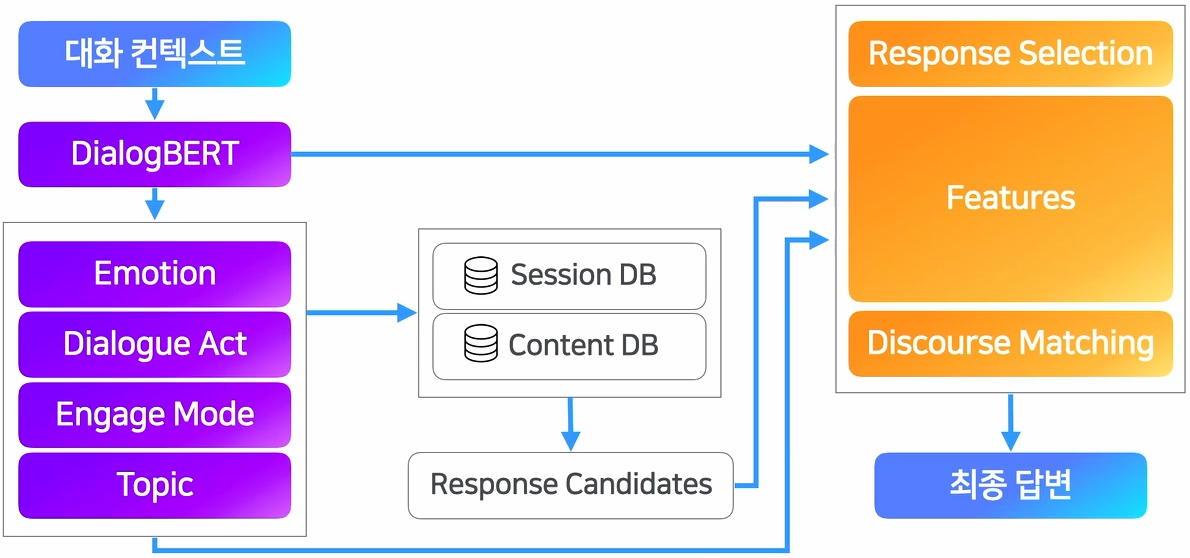 대화 컨텍스트
DialogBERT
Emotion
Dialogue Act
Engage Mode
Topic
Session DB
Content DB
Response Candidates
Response Selection
Features
Discourse Matching
최종 답변